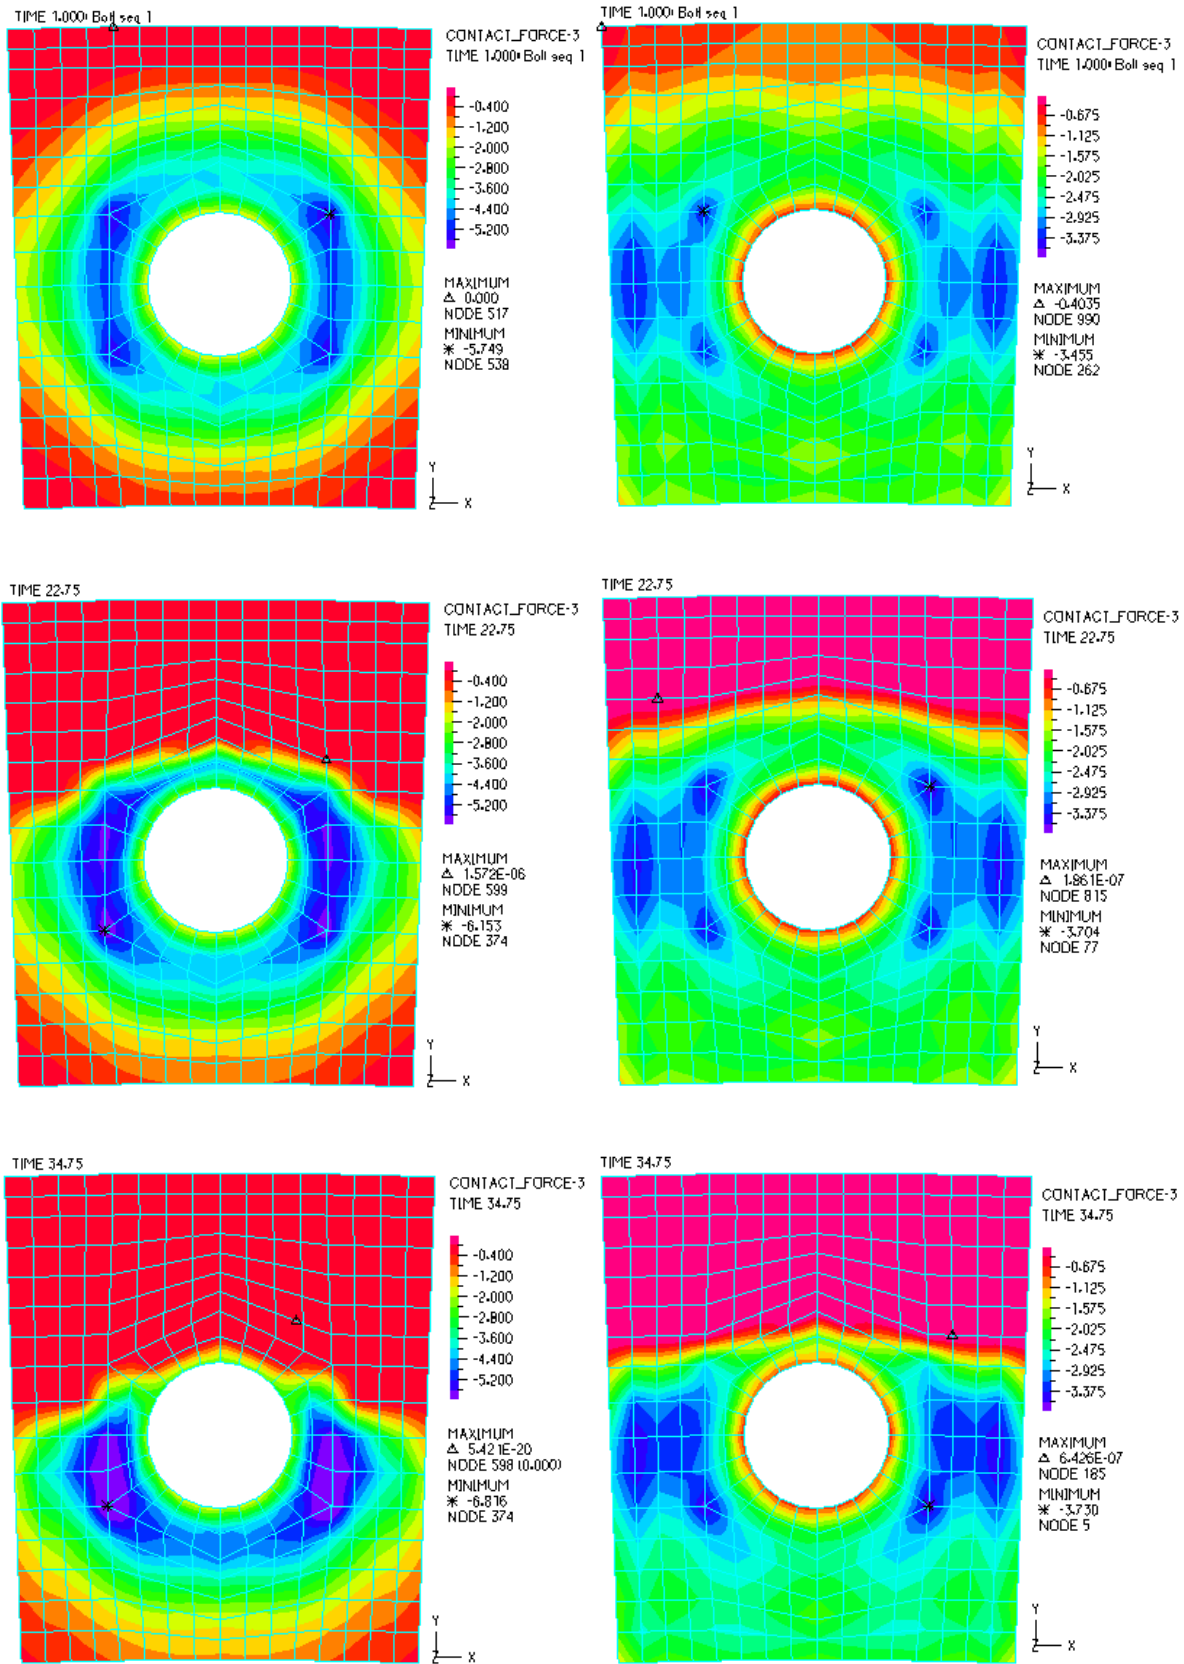 TIME 1.000: Bolt seq 1
CONTACT_FORCE-3
TIME 1.000: Bolt seq 1
-0.400
-1.200
-2.000
-2.800
-3.600
-4.400
-5.200
MAXIMUM
Δ 0.000
NODE 517
MINIMUM
* -5.749
NODE 538
Y
Z X
TIME 1.000: Bolt seq 1
CONTACT_FORCE-3
TIME 1.000: Bolt seq 1
-0.675
-1.125
-1.575
-2.025
-2.475
-2.925
-3.375
MAXIMUM
Δ -0.4035
NODE 990
MINIMUM
* -3.455
NODE 262
Y
Z X
TIME 22.75
CONTACT_FORCE-3
TIME 22.75
-0.400
-1.200
-2.000
-2.800
-3.600
-4.400
-5.200
MAXIMUM
Δ 1.572E-06
NODE 599
MINIMUM
* -6.153
NODE 374
Y
Z X
TIME 22.75
CONTACT_FORCE-3
TIME 22.75
-0.675
-1.125
-1.575
-2.025
-2.475
-2.925
-3.375
MAXIMUM
Δ 1.861E-07
NODE 815
MINIMUM
* -3.704
NODE 77
Y
Z X
TIME 34.75
CONTACT_FORCE-3
TIME 34.75
-0.400
-1.200
-2.000
-2.800
-3.600
-4.400
-5.200
MAXIMUM
Δ 5.421E-20
NODE 598 (0.000)
MINIMUM
* -6.816
NODE 374
Y
Z X
TIME 34.75
CONTACT_FORCE-3
TIME 34.75
-0.675
-1.125
-1.575
-2.025
-2.475
-2.925
-3.375
MAXIMUM
Δ 6.426E-07
NODE 185
MINIMUM
* -3.730
NODE 5
Y
Z X